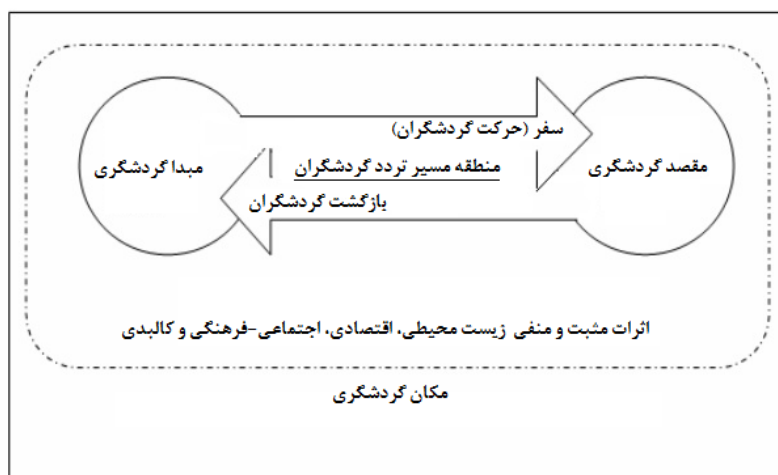 سفر (حرکت گردشگران)
مقصد گردشگری
منطقه مسیر تردد گردشگران
مبدا گردشگری
بازگشت گردشگران
اثرات مثبت و منفی زیست محیطی، اقتصادی، اجتماعی-فرهنگی و کالبدی
مکان گردشگری